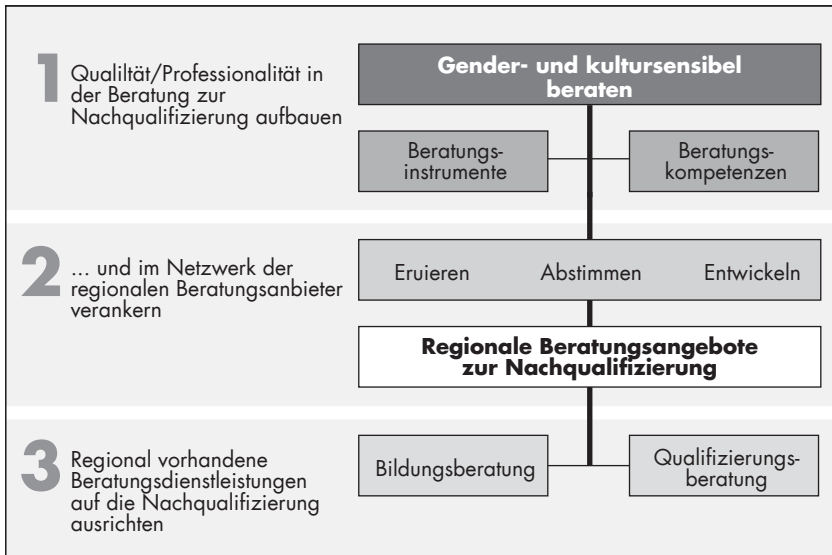 1
Qualiltät/Professionalität in
der Beratung zur
Nachqualifizierung aufbauen
Gender- und kultursensibel
beraten
Beratungs-
instrumente
Beratungs-
kompetenzen
2
... und im Netzwerk der
regionalen Beratungsanbieter
verankern
Eruieren Abstimmen Entwickeln
Regionale Beratungsangebote
zur Nachqualifizierung
3
Regional vorhandene
Beratungsdienstleistungen
auf die Nachqualifizierung
ausrichten
Bildungsberatung
Qualifizierungs-
beratung